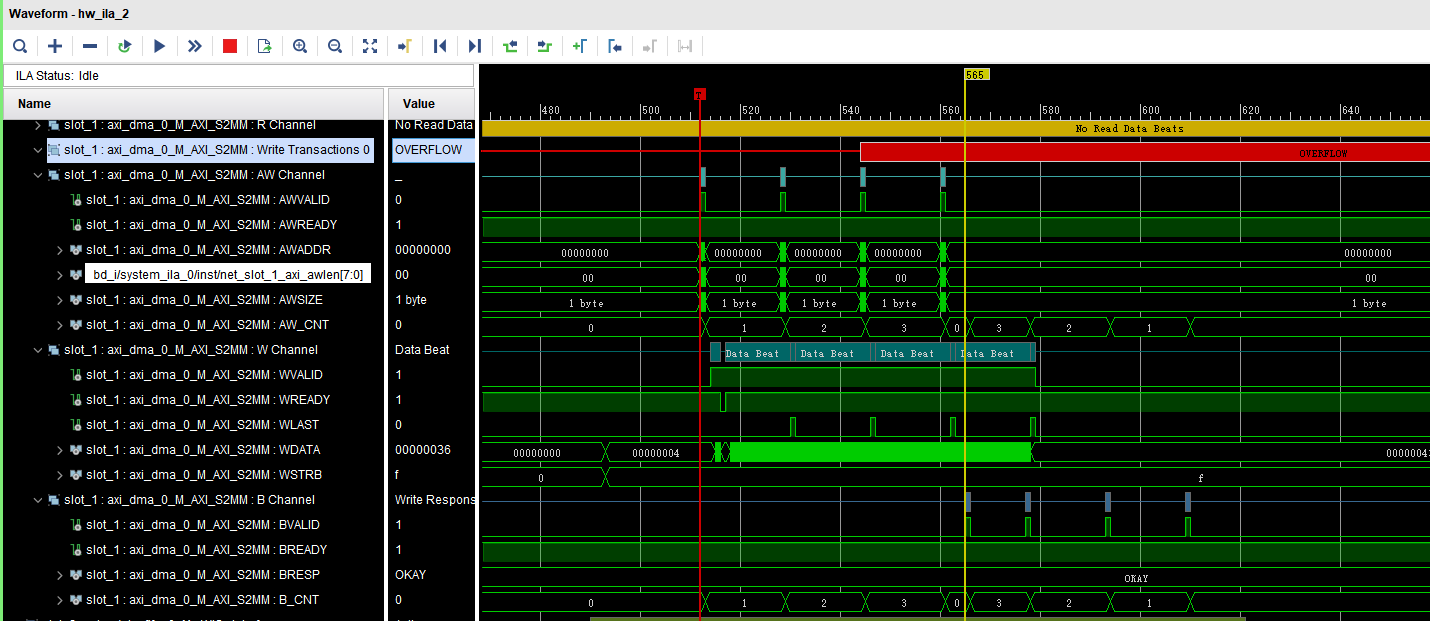 Waveform - hw_ila_2
ILA Status: Idle
Name Value
565
T
480 500 520 540 560 580 600 620 640
slot_1 : axi_dma_0_M_AXI_S2MM : R Channel No Read Data No Read Data Beats
slot_1 : axi_dma_0_M_AXI_S2MM : Write Transactions 0 OVERFLOW OVERFLOW
slot_1 : axi_dma_0_M_AXI_S2MM : AW Channel _
slot_1 : axi_dma_0_M_AXI_S2MM : AWVALID 0
slot_1 : axi_dma_0_M_AXI_S2MM : AWREADY 1
slot_1 : axi_dma_0_M_AXI_S2MM : AWADDR 00000000 00000000 00000000 00000000 00000000 00000000
bd_i/system_ila_0/inst/net_slot_1_axi_awlen[7:0] 00 00 00 00 00 00
slot_1 : axi_dma_0_M_AXI_S2MM : AWSIZE 1 byte 1 byte 1 byte 1 byte 1 byte 1 byte
slot_1 : axi_dma_0_M_AXI_S2MM : AW_CNT 0 0 1 2 3 0 3 2 1
slot_1 : axi_dma_0_M_AXI_S2MM : W Channel Data Beat Data Beat Data Beat Data Beat Data Beat
slot_1 : axi_dma_0_M_AXI_S2MM : WVALID 1
slot_1 : axi_dma_0_M_AXI_S2MM : WREADY 1
slot_1 : axi_dma_0_M_AXI_S2MM : WLAST 0
slot_1 : axi_dma_0_M_AXI_S2MM : WDATA 00000036 00000000 00000004 0000004
slot_1 : axi_dma_0_M_AXI_S2MM : WSTRB f 0 f
slot_1 : axi_dma_0_M_AXI_S2MM : B Channel Write Respons
slot_1 : axi_dma_0_M_AXI_S2MM : BVALID 1
slot_1 : axi_dma_0_M_AXI_S2MM : BREADY 1
slot_1 : axi_dma_0_M_AXI_S2MM : BRESP OKAY OKAY
slot_1 : axi_dma_0_M_AXI_S2MM : B_CNT 0 0 1 2 3 0 3 2 1